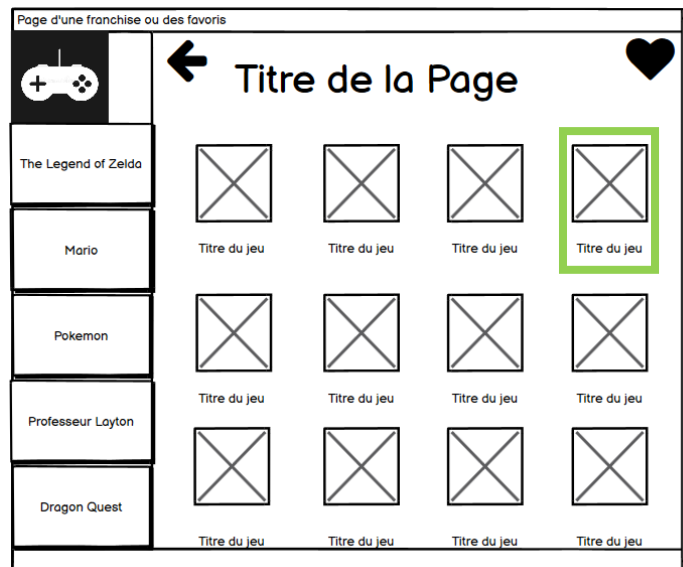 Page d'une franchise ou des favoris
Titre de la Page
The Legend of Zelda
Mario
Pokemon
Professeur Layton
Dragon Quest
Titre du jeu Titre du jeu Titre du jeu Titre du jeu
Titre du jeu Titre du jeu Titre du jeu Titre du jeu
Titre du jeu Titre du jeu Titre du jeu Titre du jeu